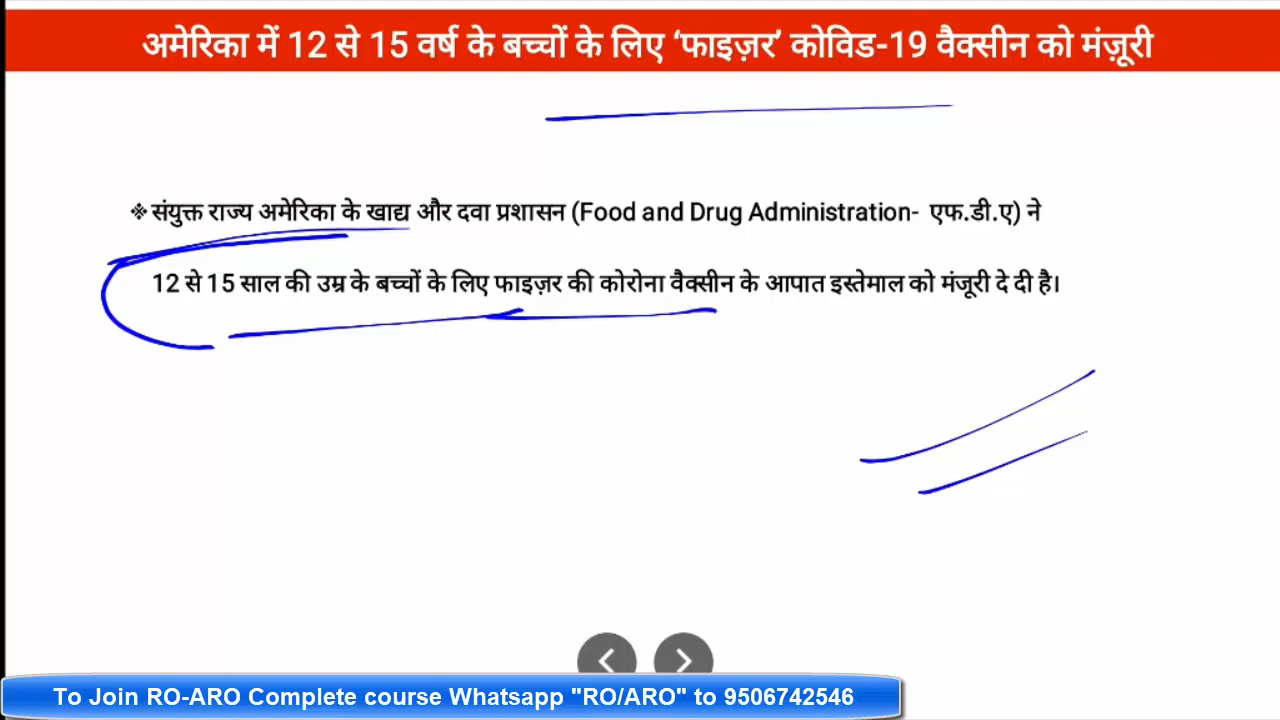 अमेरिका में 12 से 15 वर्ष के बच्चों के लिए ‘फाइज़र’ कोविड-19 वैक्सीन को मंज़ूरी
❖ संयुक्त राज्य अमेरिका के खाद्य और दवा प्रशासन (Food and Drug Administration- एफ.डी.ए) ने
12 से 15 साल की उम्र के बच्चों के लिए फाइज़र की कोरोना वैक्सीन के आपात इस्तेमाल को मंजूरी दे दी है।
To Join RO-ARO Complete course Whatsapp "RO/ARO" to 9506742546